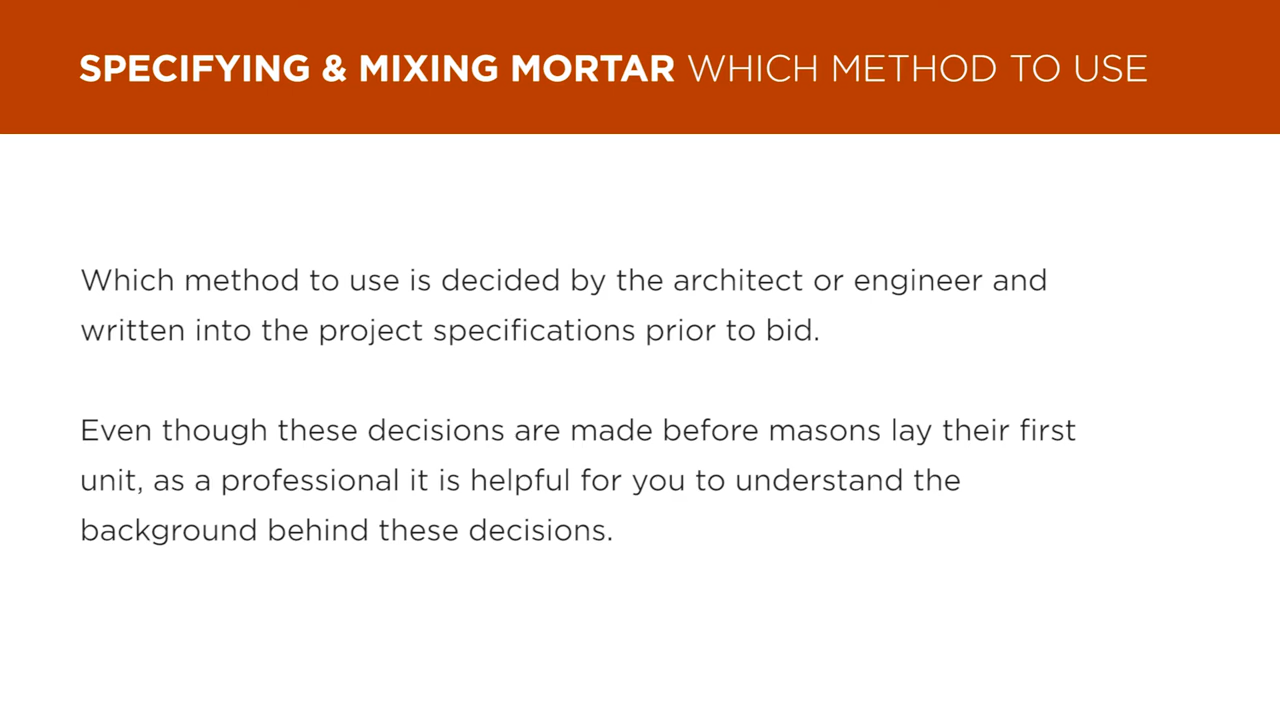 SPECIFYING & MIXING MORTAR WHICH METHOD TO USE
Which method to use is decided by the architect or engineer and
written into the project specifications prior to bid.
Even though these decisions are made before masons lay their first
unit, as a professional it is helpful for you to understand the
background behind these decisions.